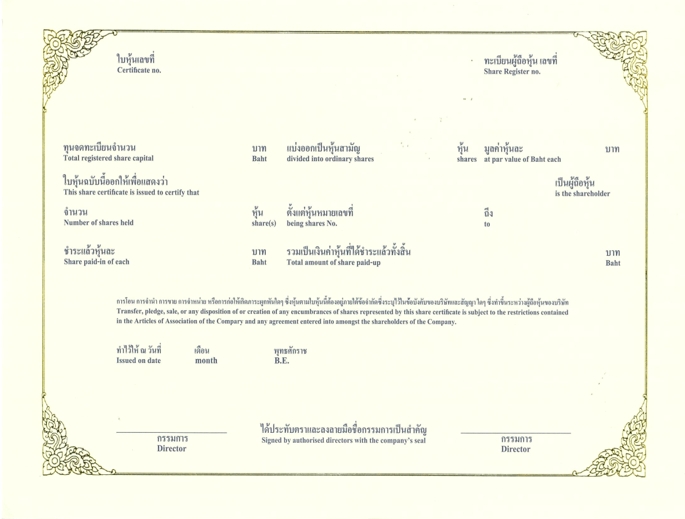 ใบหุ้นเลขที่ ทะเบียนผู้ถือหุ้น เลขที่
Certificate no. Share Register no.
ทุนจดทะเบียนจำนวน บาท แบ่งออกเป็นหุ้นสามัญ หุ้น มูลค่าหุ้นละ บาท
Total registered share capital Baht divided into ordinary shares shares at par value of Baht each
ใบหุ้นฉบับนี้ออกให้เพื่อแสดงว่า เป็นผู้ถือหุ้น
This share certificate is issued to certify that is the shareholder
จำนวน หุ้น ตั้งแต่หุ้นหมายเลขที่ ถึง
Number of shares held share(s) being shares No. to
ชำระแล้วหุ้นละ บาท รวมเป็นเงินค่าหุ้นที่ได้ชำระแล้วทั้งสิ้น บาท
Share paid-in of each Baht Total amount of share paid-up Baht
การโอน การจำนำ การขาย การจำหน่าย หรือการก่อให้เกิดภาระผูกพันใดๆ ซึ่งหุ้นตามใบหุ้นนี้ต้องอยู่ภายใต้ข้อจำกัดซึ่งระบุไว้ในข้อบังคับของบริษัทและสัญญาใดๆ ซึ่งทำขึ้นระหว่างผู้ถือหุ้นของบริษัท
Transfer, pledge, sale, or any disposition of or creation of any encumbrances of shares represented by this share certificate is subject to the restrictions contained
in the Articles of Association of the Company and any agreement entered into amongst the shareholders of the Company.
ทำไว้ให้ ณ วันที่ เดือน พุทธศักราช
Issued on date month B.E.
ได้ประทับตราและลงลายมือชื่อกรรมการเป็นสำคัญ
Signed by authorised directors with the company's seal
กรรมการ กรรมการ
Director Director